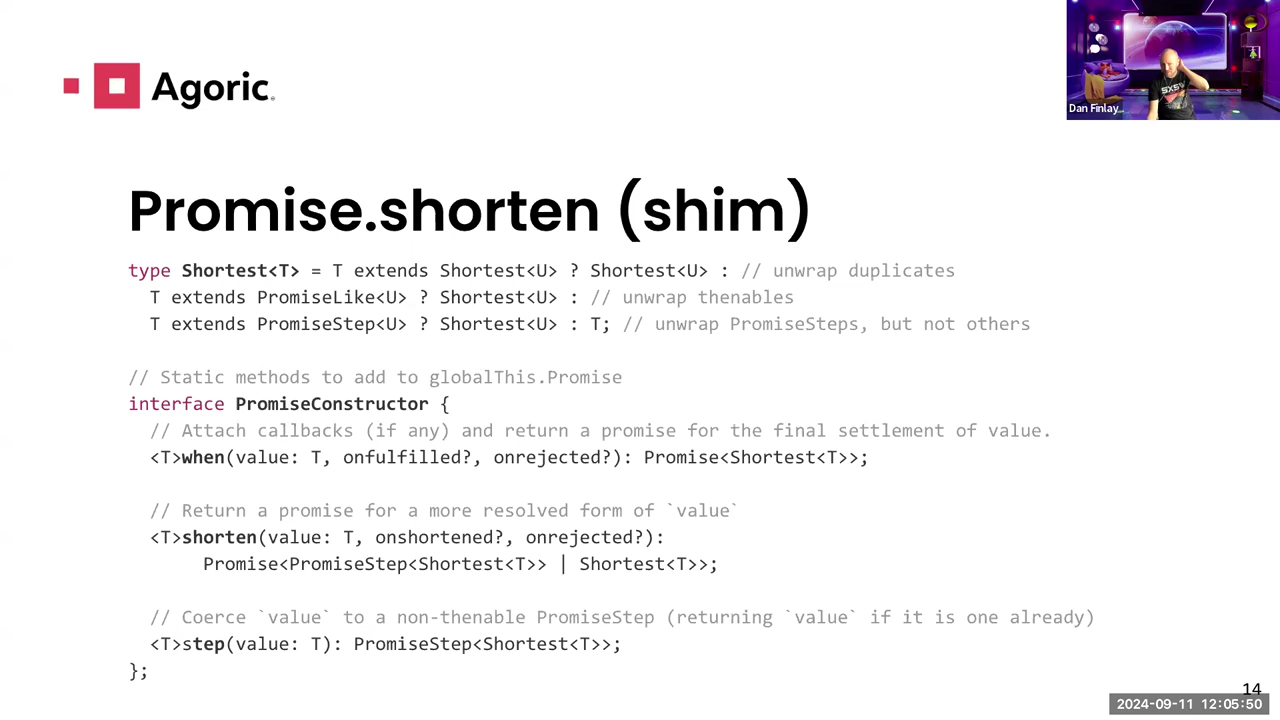 Agoric
Dan Finlay
SXSW
Promise.shorten (shim)
type Shortest<T> = T extends Shortest<U> ? Shortest<U> : // unwrap duplicates
  T extends PromiseLike<U> ? Shortest<U> : // unwrap thenables
  T extends PromiseStep<U> ? Shortest<U> : T; // unwrap PromiseSteps, but not others
// Static methods to add to globalThis.Promise
interface PromiseConstructor {
  // Attach callbacks (if any) and return a promise for the final settlement of value.
  <T>when(value: T, onfulfilled?, onrejected?): Promise<Shortest<T>>;
  // Return a promise for a more resolved form of `value`
  <T>shorten(value: T, onshortened?, onrejected?):
       Promise<PromiseStep<Shortest<T>> | Shortest<T>>;
  // Coerce `value` to a non-thenable PromiseStep (returning `value` if it is one already)
  <T>step(value: T): PromiseStep<Shortest<T>>;
};
14
2024-09-11 12:05:50